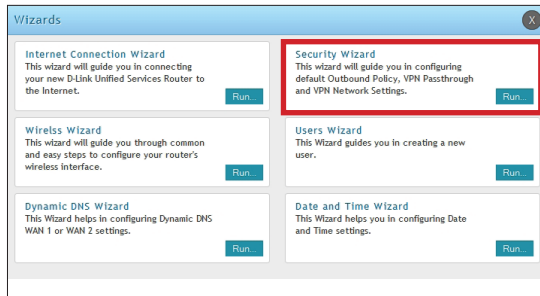 Wizards
X
Internet Connection Wizard
This wizard will guide you in connecting
your new D-Link Unified Services Router to
the Internet.
Run...
Security Wizard
This wizard will guide you in configuring
default Outbound Policy, VPN Passthrough
and VPN Network Settings.
Run...
Wirelss Wizard
This wizard will guide you through common
and easy steps to configure your router's
wireless interface.
Run...
Users Wizard
This Wizard guides you in creating a new
user.
Run...
Dynamic DNS Wizard
This Wizard helps in configuring Dynamic DNS
WAN 1 or WAN 2 settings.
Run...
Date and Time Wizard
This Wizard helps you in configuring Date
and Time settings.
Run...